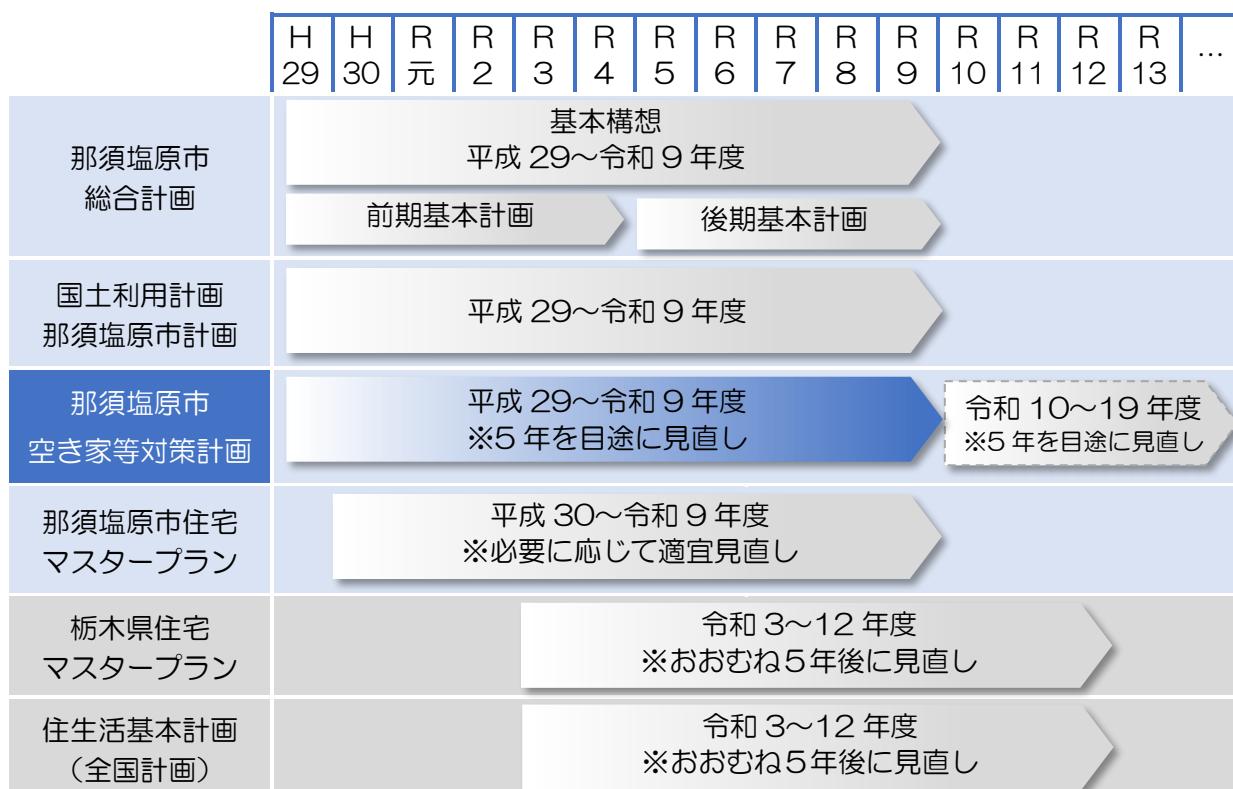 H H R R R R R R R R R R R R R …
29 30 元 2 3 4 5 6 7 8 9 10 11 12 13
那須塩原市
総合計画
基本構想
平成 29～令和 9 年度
前期基本計画
後期基本計画
国土利用計画
那須塩原市計画
平成 29～令和 9 年度
那須塩原市
空き家等対策計画
平成 29～令和 9 年度
※5 年を目途に見直し
令和 10～19 年度
※5 年を目途に見直し
那須塩原市住宅
マスタープラン
平成 30～令和 9 年度
※必要に応じて適宜見直し
栃木県住宅
マスタープラン
令和 3～12 年度
※おおむね５年後に見直し
住生活基本計画
（全国計画）
令和 3～12 年度
※おおむね５年後に見直し